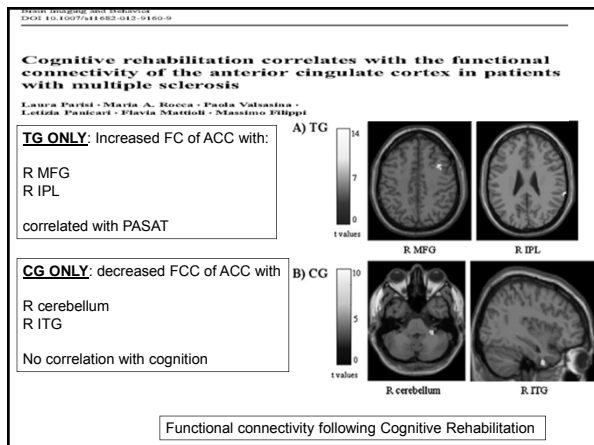 Brain Imaging and Behavior
DOI 10.1007/s11682-012-9160-9
Cognitive rehabilitation correlates with the functional
connectivity of the anterior cingulate cortex in patients
with multiple sclerosis
Laura Parisi · Maria A. Rocca · Paola Valsasina ·
Letizia Panicari · Flavia Mattioli · Massimo Filippi
TG ONLY: Increased FC of ACC with:
R MFG
R IPL
correlated with PASAT
A) TG
14
7
0
t values
R MFG
R IPL
CG ONLY: decreased FCC of ACC with
R cerebellum
R ITG
No correlation with cognition
B) CG
10
5
0
t values
R cerebellum
R ITG
Functional connectivity following Cognitive Rehabilitation